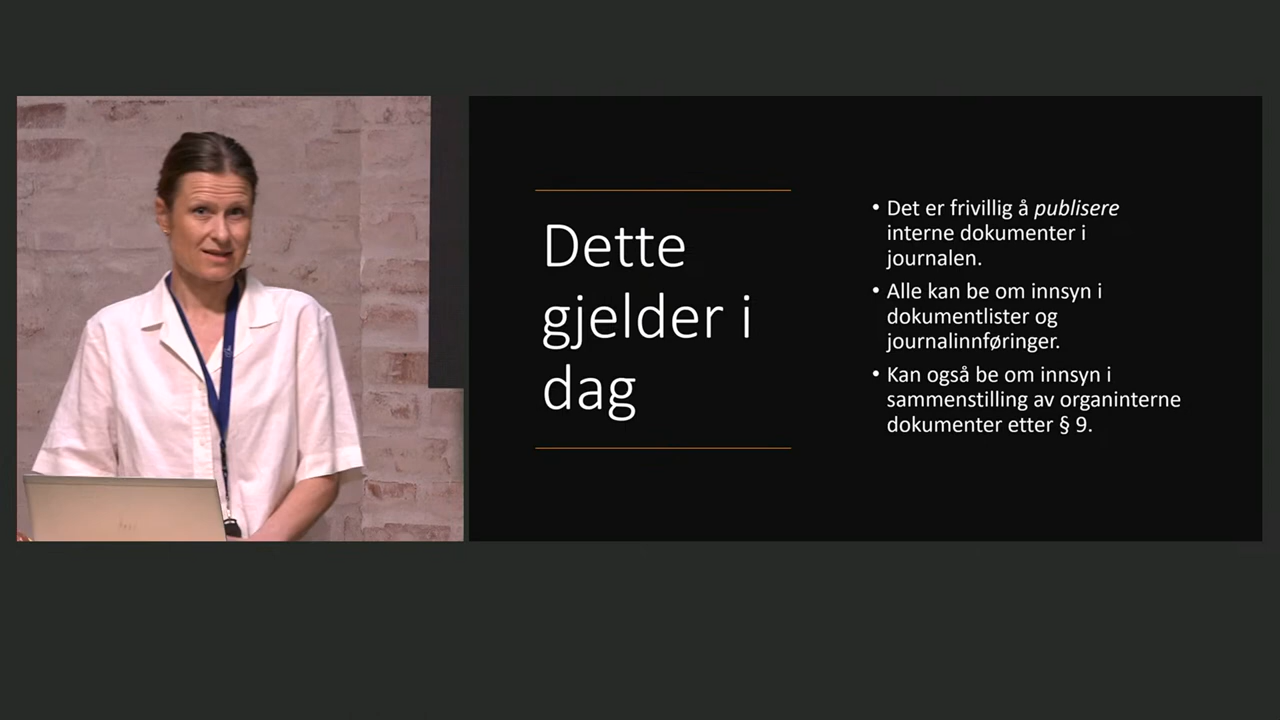 Dette
gjelder i
dag
• Det er frivillig å publisere
interne dokumenter i
journalen.
• Alle kan be om innsyn i
dokumentlister og
journalinnføringer.
• Kan også be om innsyn i
sammenstilling av organinterne
dokumenter etter § 9.